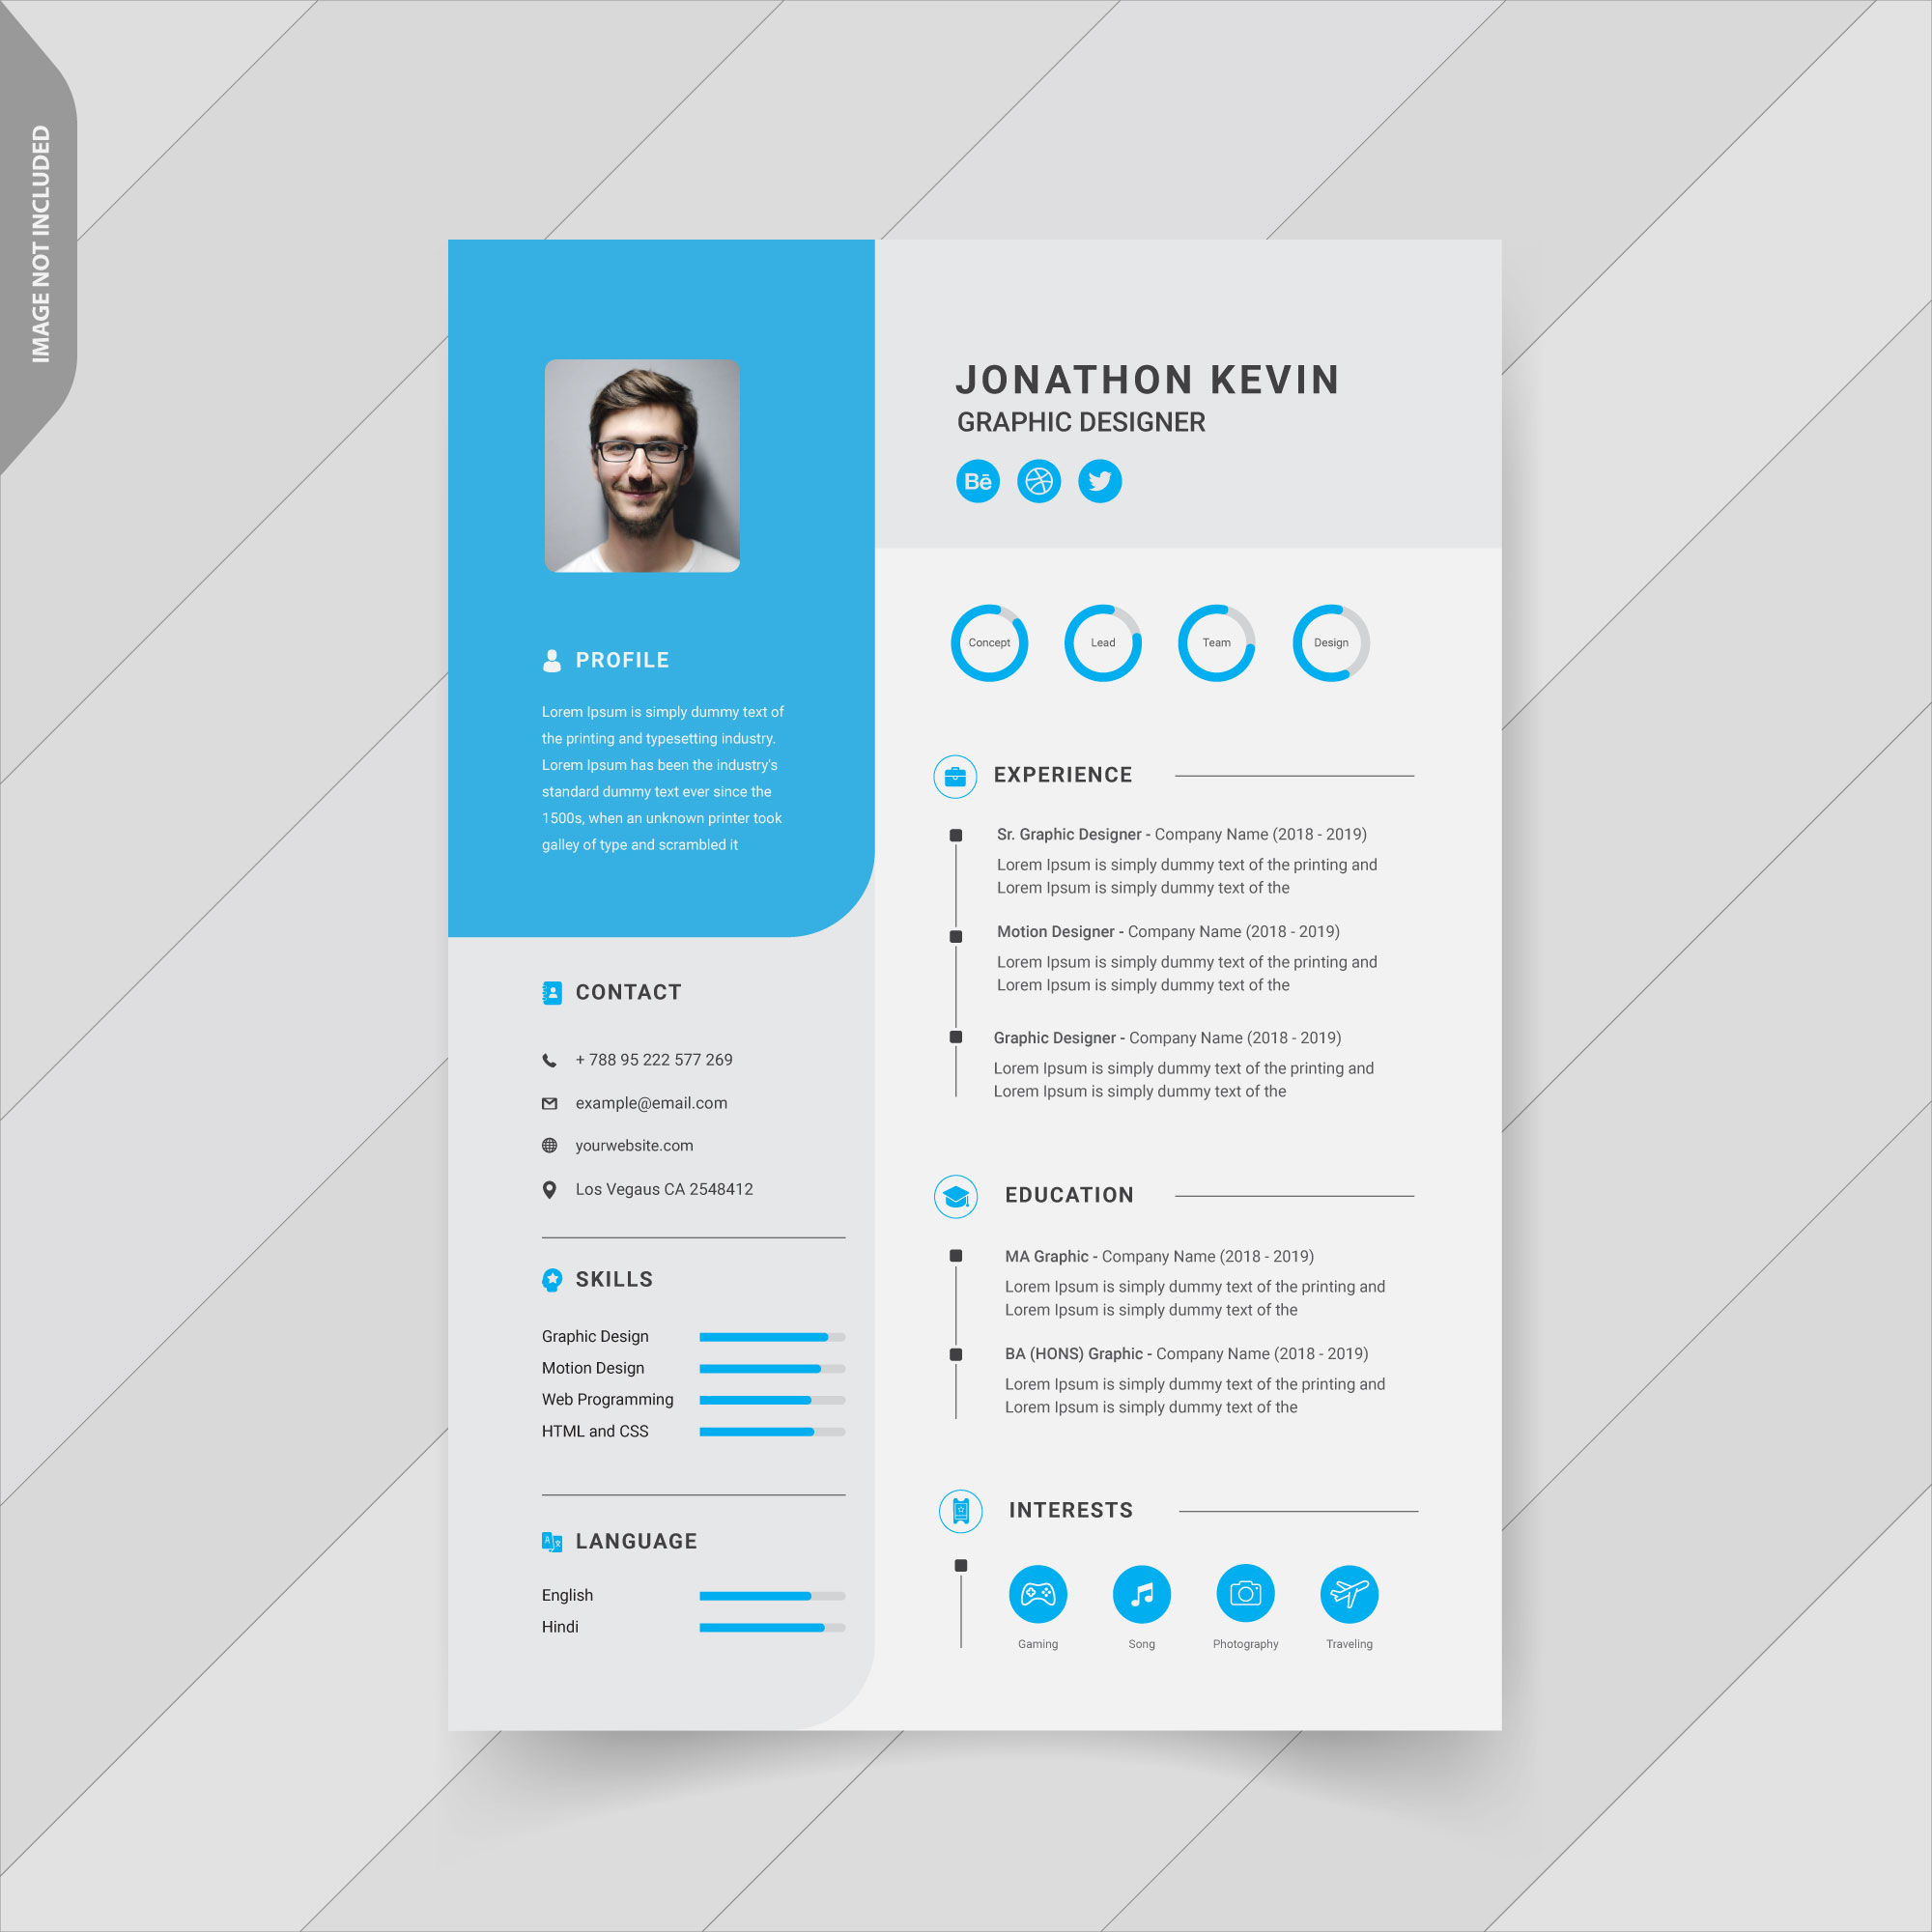 IMAGE NOT INCLUDED
JONATHON KEVIN
GRAPHIC DESIGNER
Bē
PROFILE
Lorem Ipsum is simply dummy text of
the printing and typesetting industry.
Lorem Ipsum has been the industry's
standard dummy text ever since the
1500s, when an unknown printer took
galley of type and scrambled it
CONTACT
+ 788 95 222 577 269
example@email.com
yourwebsite.com
Los Vegaus CA 2548412
SKILLS
Graphic Design
Motion Design
Web Programming
HTML and CSS
LANGUAGE
English
Hindi
Concept
Lead
Team
Design
EXPERIENCE
Sr. Graphic Designer - Company Name (2018 - 2019)
Lorem Ipsum is simply dummy text of the printing and
Lorem Ipsum is simply dummy text of the
Motion Designer - Company Name (2018 - 2019)
Lorem Ipsum is simply dummy text of the printing and
Lorem Ipsum is simply dummy text of the
Graphic Designer - Company Name (2018 - 2019)
Lorem Ipsum is simply dummy text of the printing and
Lorem Ipsum is simply dummy text of the
EDUCATION
MA Graphic - Company Name (2018 - 2019)
Lorem Ipsum is simply dummy text of the printing and
Lorem Ipsum is simply dummy text of the
BA (HONS) Graphic - Company Name (2018 - 2019)
Lorem Ipsum is simply dummy text of the printing and
Lorem Ipsum is simply dummy text of the
INTERESTS
Gaming
Song
Photography
Traveling